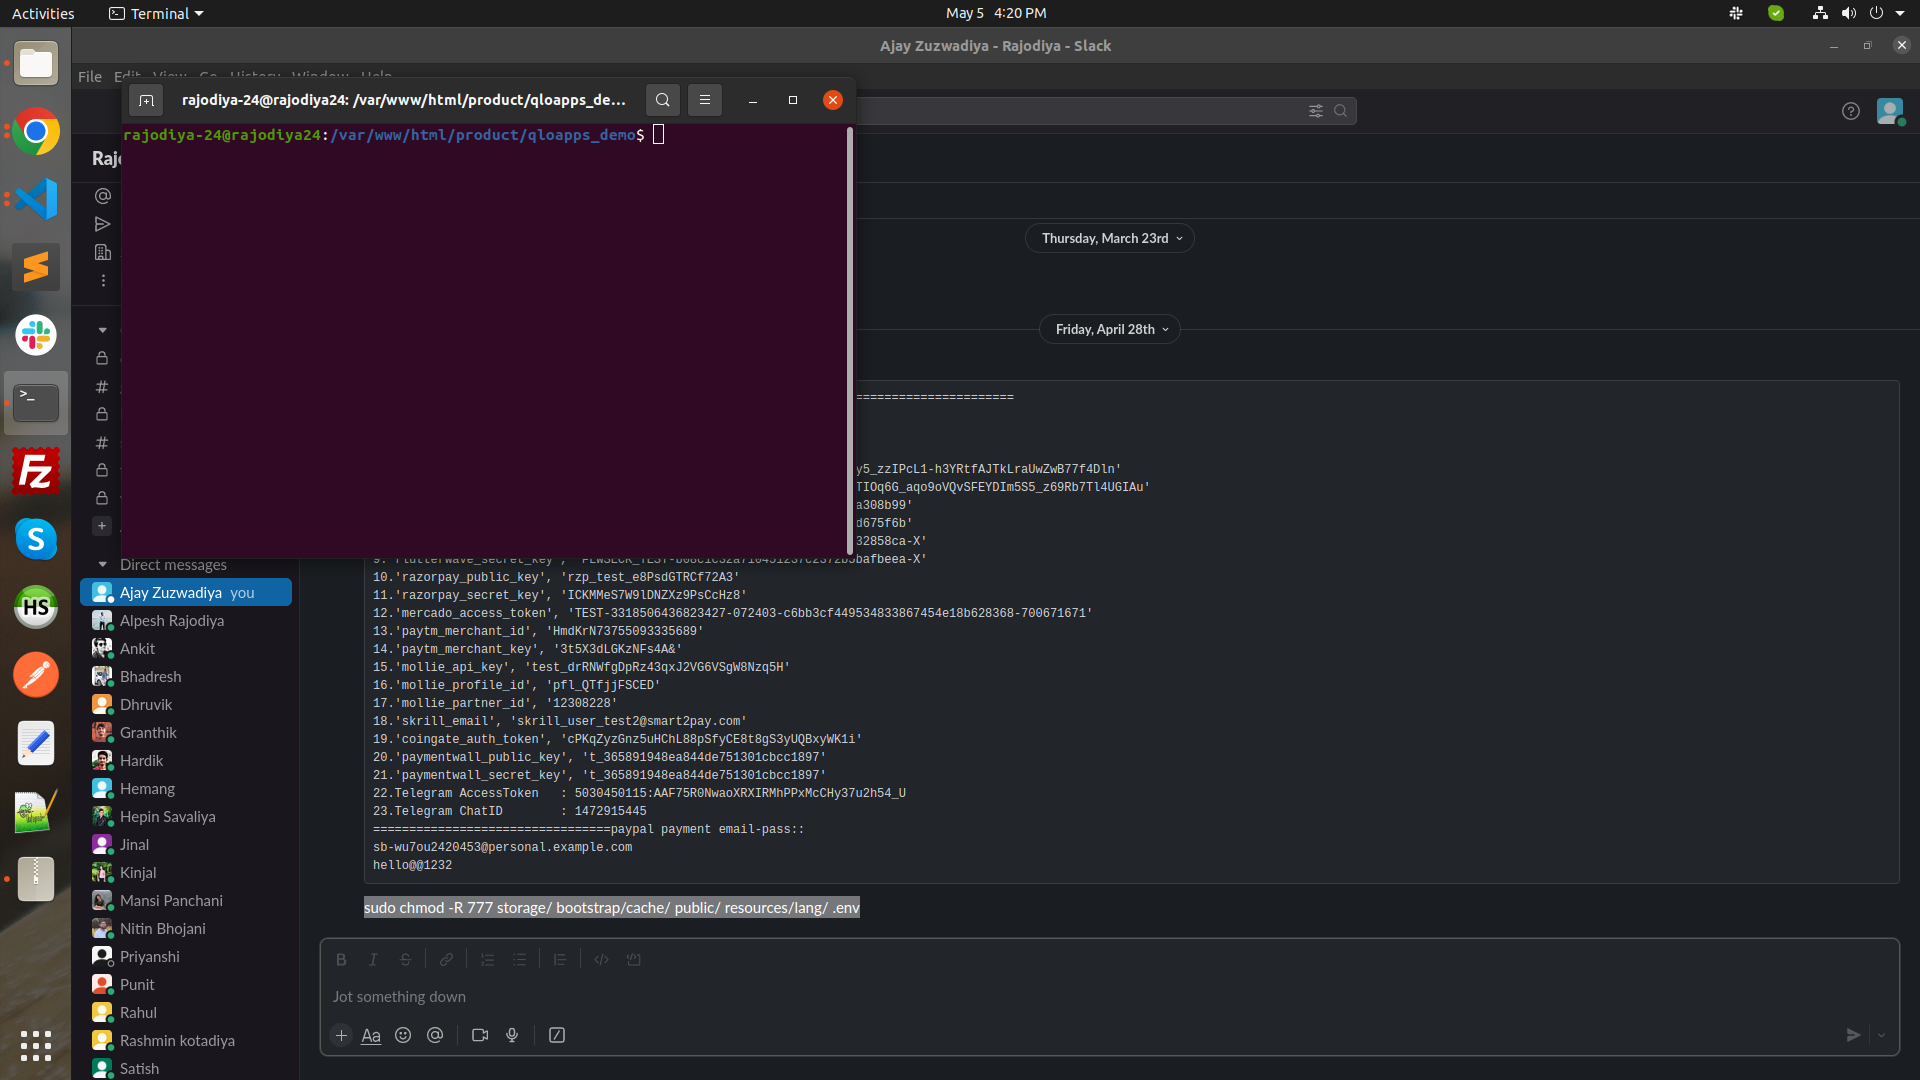 Activities
Terminal
May 5 4:20 PM
Ajay Zuzwadiya - Rajodiya - Slack
File Edit View Go History Window Help
rajodiya-24@rajodiya24: /var/www/html/product/qloapps_de...
rajodiya-24@rajodiya24:/var/www/html/product/qloapps_demo$
Thursday, March 23rd
Friday, April 28th
======================
y5_zzIPcL1-h3YRtfAJTkLraUwZwB77f4Dln'
TIOq6G_aqo9oVQvSFEYDIm5S5_z69Rb7Tl4UGIAu'
a308b99'
d675f6b'
32858ca-X'
10.'razorpay_public_key', 'rzp_test_e8PsdGTRCf72A3'
11.'razorpay_secret_key', 'ICKMMeS7W9lDNZXz9PsCcHz8'
12.'mercado_access_token', 'TEST-3318506436823427-072403-c6bb3cf449534833867454e18b628368-700671671'
13.'paytm_merchant_id', 'HmdKrN73755093335689'
14.'paytm_merchant_key', '3t5X3dLGKzNFs4A&'
15.'mollie_api_key', 'test_drRNWfgDpRz43qxJ2VG6VSgW8Nzq5H'
16.'mollie_profile_id', 'pfl_QTfjjFSCED'
17.'mollie_partner_id', '12308228'
18.'skrill_email', 'skrill_user_test2@smart2pay.com'
19.'coingate_auth_token', 'cPKqZyzGnz5uHChL88pSfyCE8t8gS3yUQBxyWK1i'
20.'paymentwall_public_key', 't_365891948ea844de751301cbcc1897'
21.'paymentwall_secret_key', 't_365891948ea844de751301cbcc1897'
22.Telegram AccessToken : 5030450115:AAF75R0NwaoXRXIRMhPPxMcCHy37u2h54_U
23.Telegram ChatID : 1472915445
=================================paypal payment email-pass::
sb-wu7ou2420453@personal.example.com
hello@@1232
sudo chmod -R 777 storage/ bootstrap/cache/ public/ resources/lang/ .env
Jot something down
Direct messages
Ajay Zuzwadiya you
Alpesh Rajodiya
Ankit
Bhadresh
Dhruvik
Granthik
Hardik
Hemang
Hepin Savaliya
Jinal
Kinjal
Mansi Panchani
Nitin Bhojani
Priyanshi
Punit
Rahul
Rashmin kotadiya
Satish